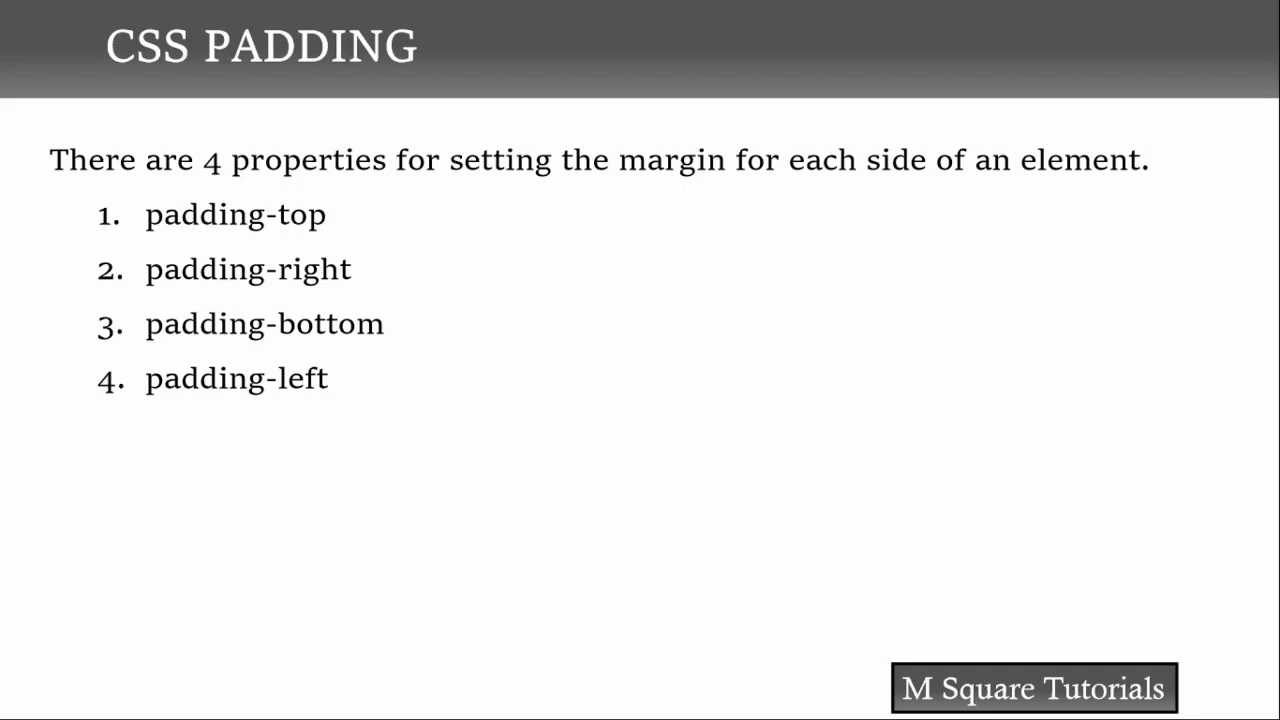 CSS PADDING
There are 4 properties for setting the margin for each side of an element.
1. padding-top
2. padding-right
3. padding-bottom
4. padding-left
M Square Tutorials